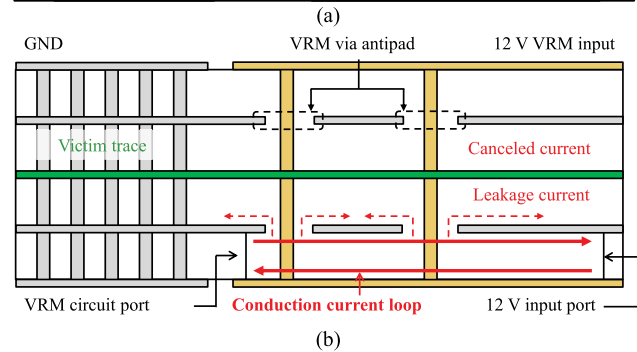 (a)
GND
VRM via antipad
12 V VRM input
Victim trace
Canceled current
Leakage current
VRM circuit port
Conduction current loop
12 V input port
(b)